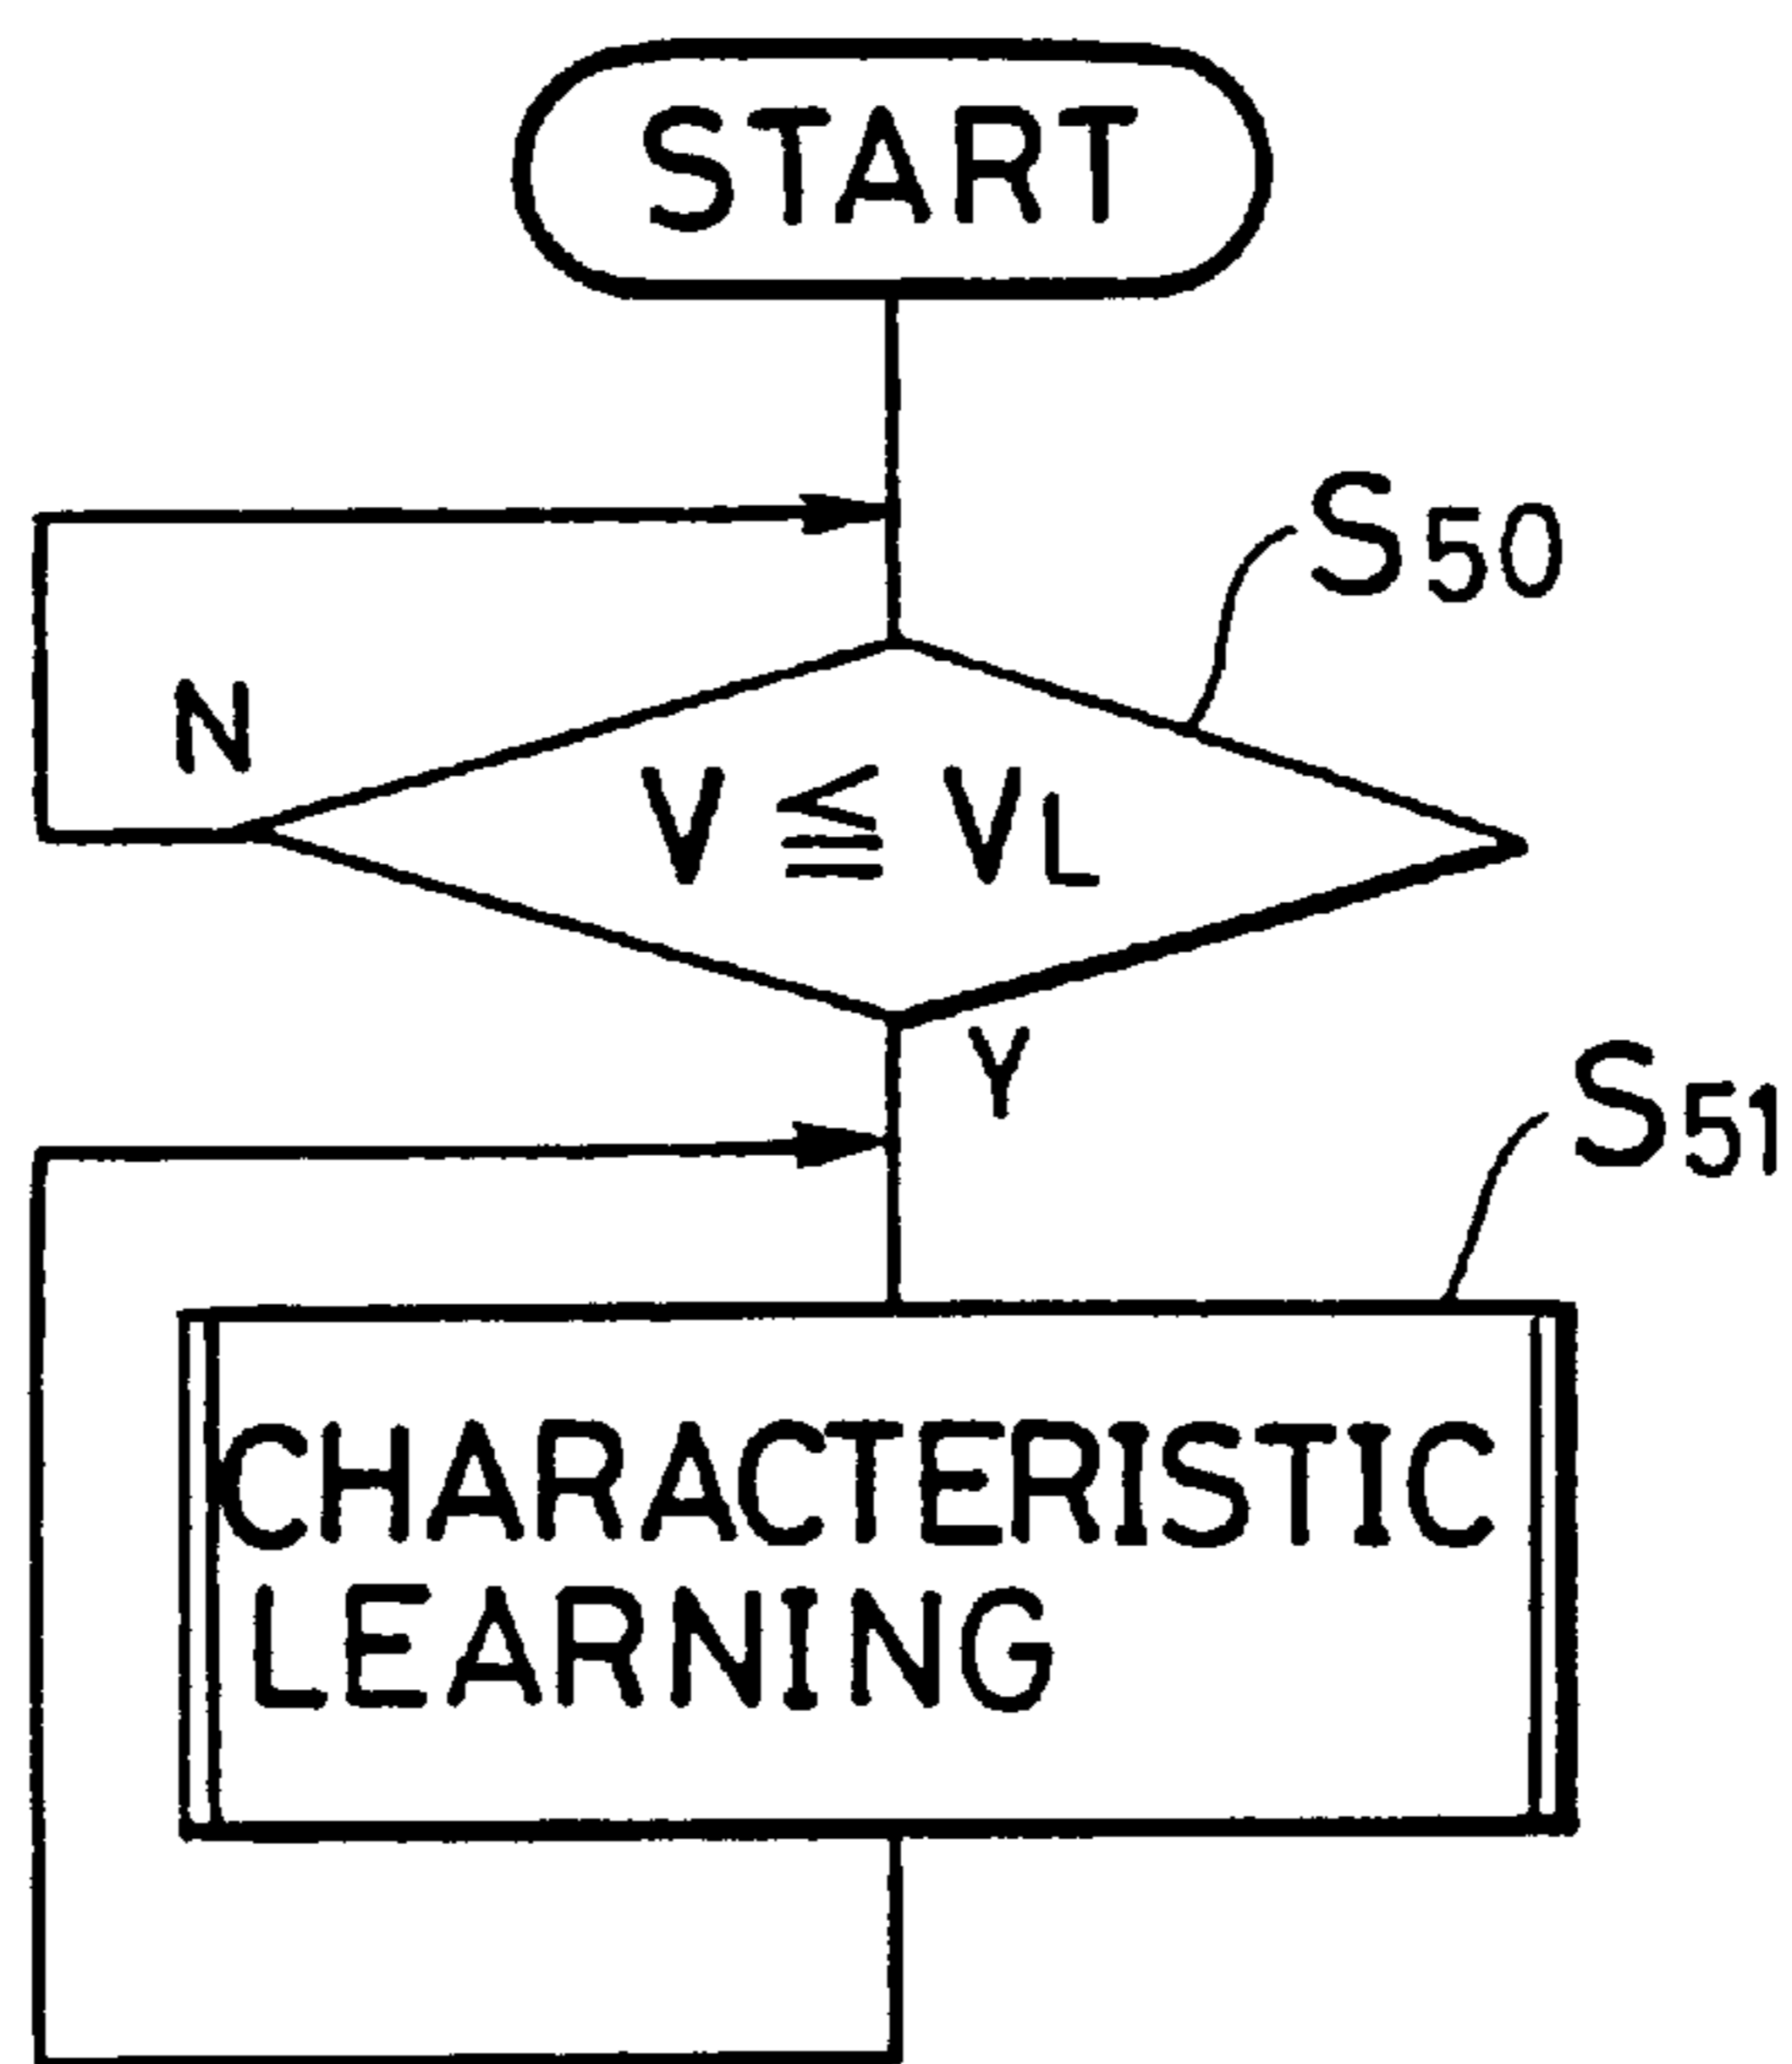 START
S50
N
V ≦ VL
Y
S51
CHARACTERISTIC
LEARNING